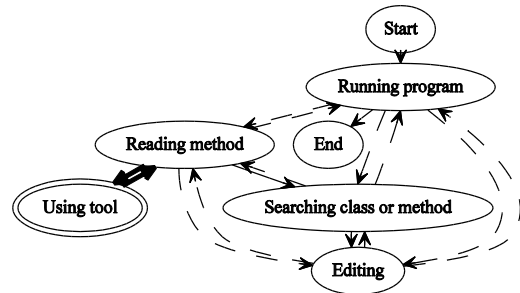 Start
Running program
Reading method
End
Using tool
Searching class or method
Editing